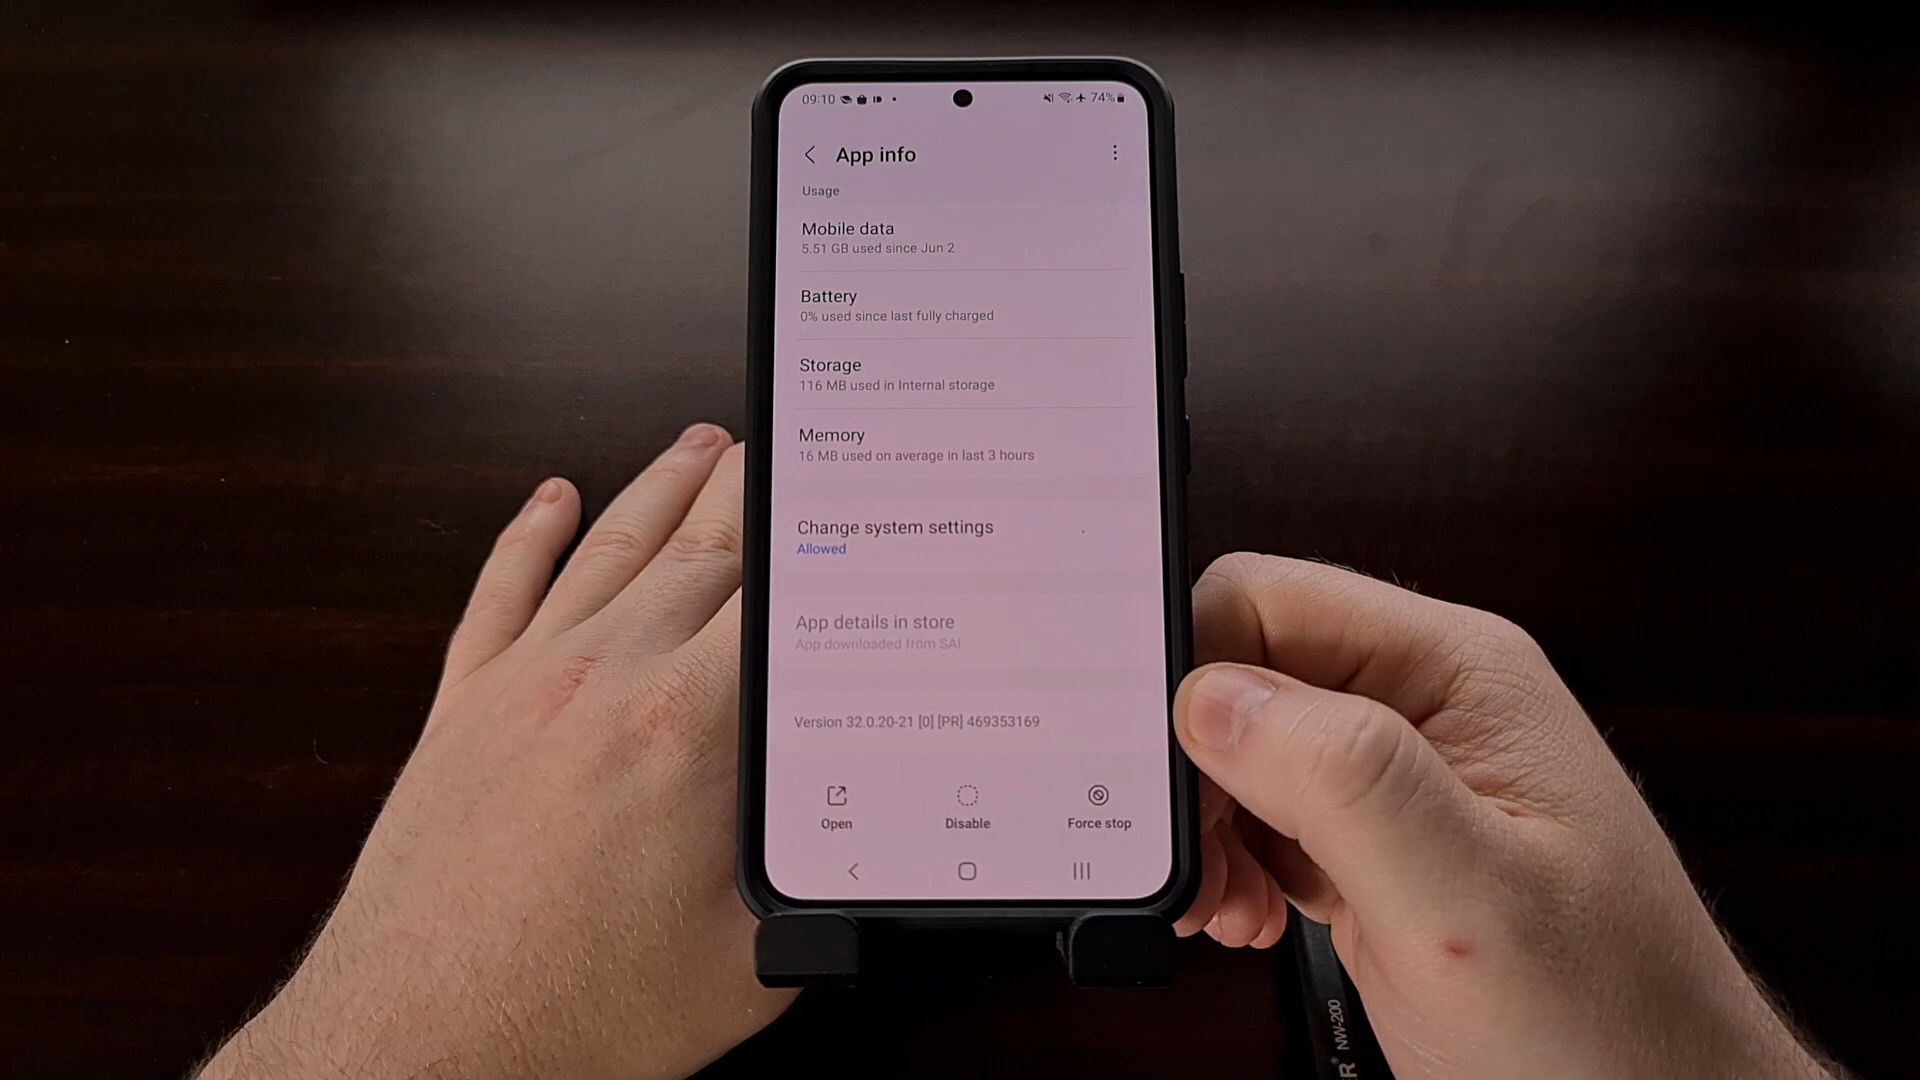 09:10
74%
App info
Usage
Mobile data
5.51 GB used since Jun 2
Battery
0% used since last fully charged
Storage
116 MB used in Internal storage
Memory
16 MB used on average in last 3 hours
Change system settings
Allowed
App details in store
App downloaded from SAI
Version 32.0.20-21 [0] [PR] 469353169
Open
Disable
Force stop
R® NW-200